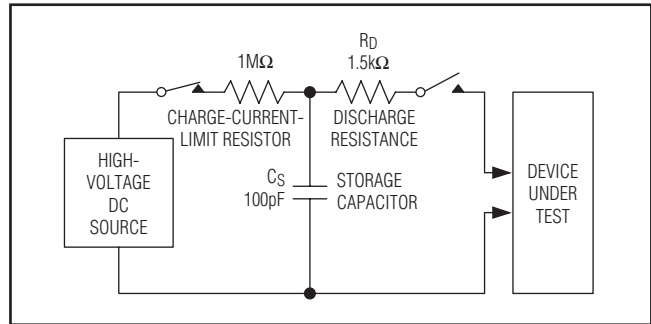 1MΩ
CHARGE-CURRENT-
LIMIT RESISTOR
RD
1.5kΩ
DISCHARGE
RESISTANCE
HIGH-
VOLTAGE
DC
SOURCE
CS
100pF
STORAGE
CAPACITOR
DEVICE
UNDER
TEST